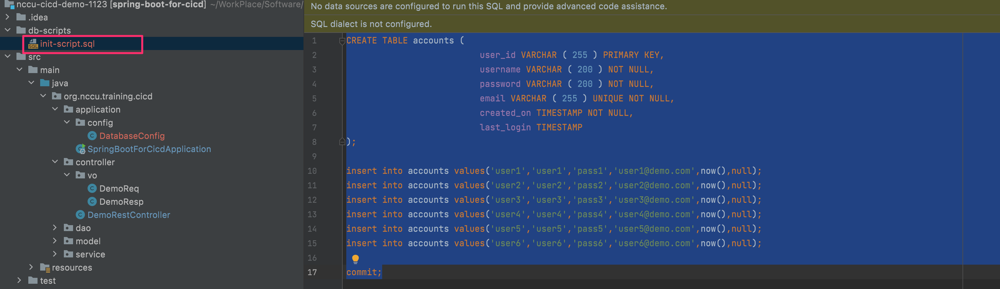 nccu-cicd-demo-1123 [spring-boot-for-cicd] ~/WorkPlace/Software/
.idea
db-scripts
SQL init-script.sql
src
main
java
org.nccu.training.cicd
application
config
C DatabaseConfig
SpringBootForCicdApplication
controller
vo
C DemoReq
C DemoResp
C DemoRestController
dao
model
service
resources
test
No data sources are configured to run this SQL and provide advanced code assistance.
SQL dialect is not configured.
1 CREATE TABLE accounts (
2 user_id VARCHAR ( 255 ) PRIMARY KEY,
3 username VARCHAR ( 200 ) NOT NULL,
4 password VARCHAR ( 200 ) NOT NULL,
5 email VARCHAR ( 255 ) UNIQUE NOT NULL,
6 created_on TIMESTAMP NOT NULL,
7 last_login TIMESTAMP
8 );
9
10 insert into accounts values('user1','user1','pass1','user1@demo.com',now(),null);
11 insert into accounts values('user2','user2','pass2','user2@demo.com',now(),null);
12 insert into accounts values('user3','user3','pass3','user3@demo.com',now(),null);
13 insert into accounts values('user4','user4','pass4','user4@demo.com',now(),null);
14 insert into accounts values('user5','user5','pass5','user5@demo.com',now(),null);
15 insert into accounts values('user6','user6','pass6','user6@demo.com',now(),null);
16
17 commit;